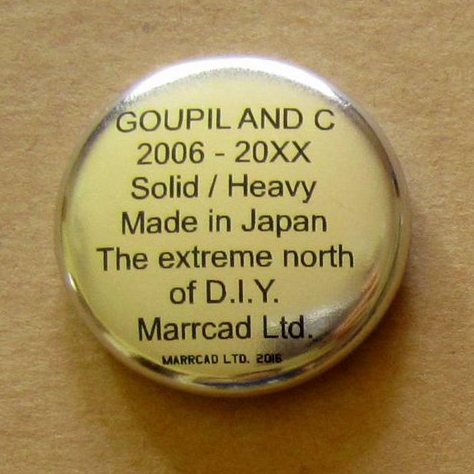 GOUPIL AND C
2006 - 20XX
Solid / Heavy
Made in Japan
The extreme north
of D.I.Y.
Marrcad Ltd.
MARRCAD LTD. 2016